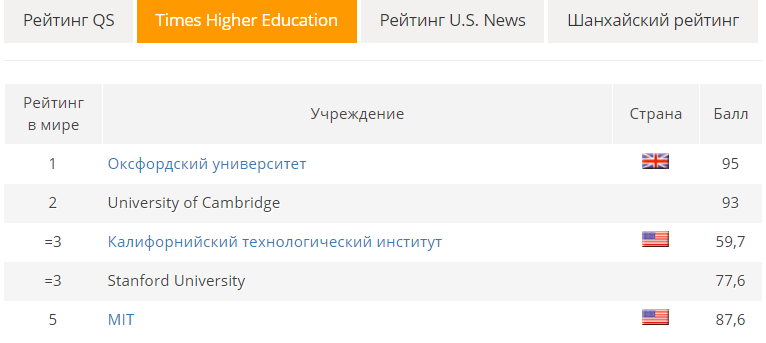 Рейтинг QS Times Higher Education Рейтинг U.S. News Шанхайский рейтинг
Рейтинг
в мире Учреждение Страна Балл
1 Оксфордский университет 95
2 University of Cambridge 93
=3 Калифорнийский технологический институт 59,7
=3 Stanford University 77,6
5 MIT 87,6